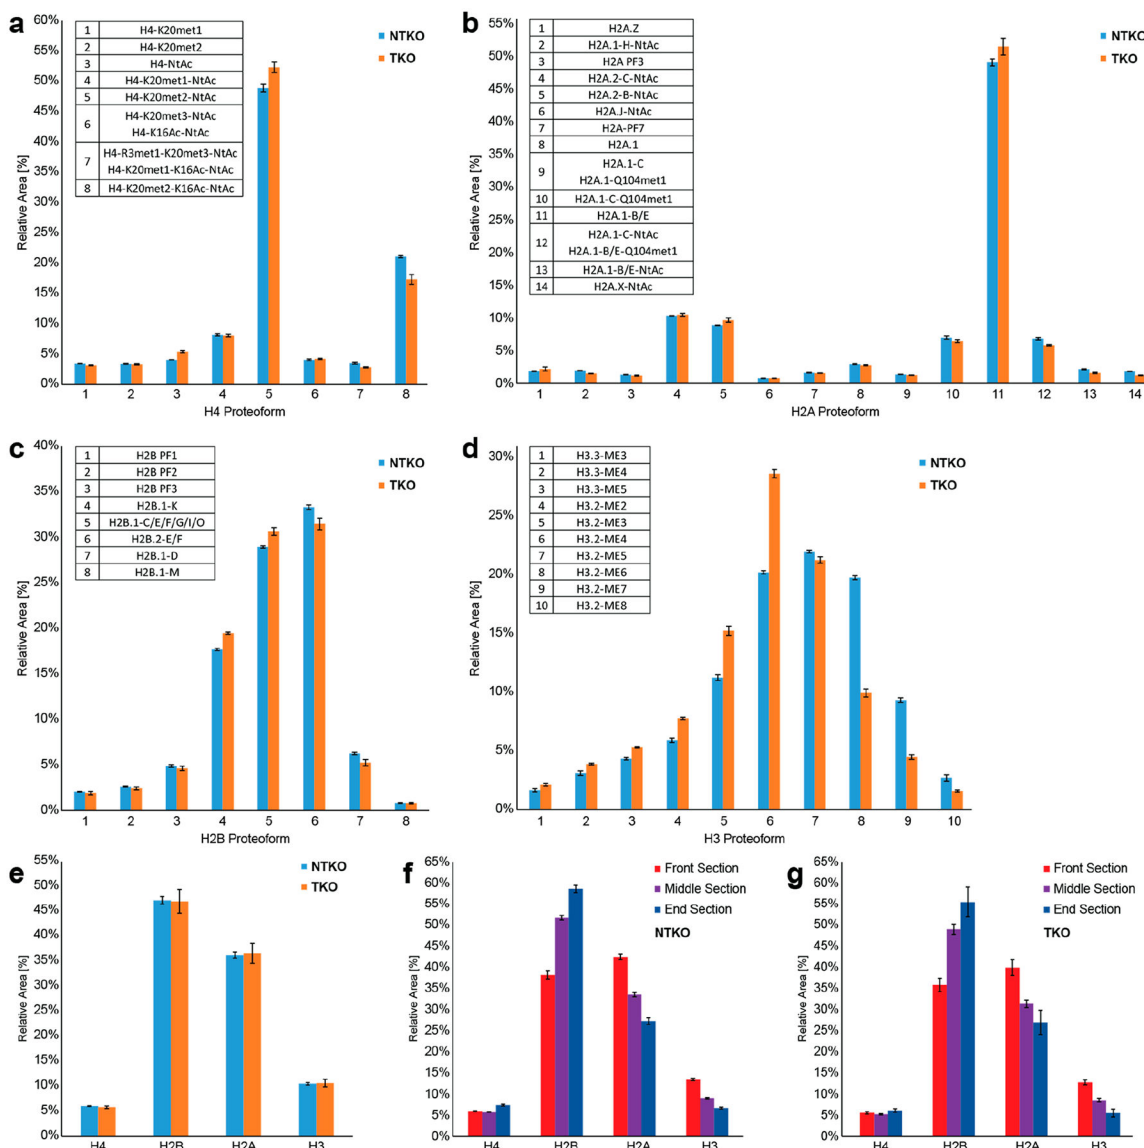 a
60%
55%
50%
45%
40%
35%
30%
25%
20%
15%
10%
5%
0%
Relative Area [%]
1 H4-K20met1
2 H4-K20met2
3 H4-NtAc
4 H4-K20met1-NtAc
5 H4-K20met2-NtAc
6 H4-K20met3-NtAc
H4-K16Ac-NtAc
7 H4-R3met1-K20met3-NtAc
H4-K20met1-K16Ac-NtAc
8 H4-K20met2-K16Ac-NtAc
NTKO
TKO
1 2 3 4 5 6 7 8
H4 Proteoform
b
55%
50%
45%
40%
35%
30%
25%
20%
15%
10%
5%
0%
Relative Area [%]
1 H2A.Z
2 H2A.1-H-NtAc
3 H2A PF3
4 H2A.2-C-NtAc
5 H2A.2-B-NtAc
6 H2A.J-NtAc
7 H2A-PF7
8 H2A.1
9 H2A.1-C
H2A.1-Q104met1
10 H2A.1-C-Q104met1
11 H2A.1-B/E
12 H2A.1-C-NtAc
H2A.1-B/E-Q104met1
13 H2A.1-B/E-NtAc
14 H2A.X-NtAc
NTKO
TKO
1 2 3 4 5 6 7 8 9 10 11 12 13 14
H2A Proteoform
c
40%
35%
30%
25%
20%
15%
10%
5%
0%
Relative Area [%]
1 H2B PF1
2 H2B PF2
3 H2B PF3
4 H2B.1-K
5 H2B.1-C/E/F/G/I/O
6 H2B.2-E/F
7 H2B.1-D
8 H2B.1-M
NTKO
TKO
1 2 3 4 5 6 7 8
H2B Proteoform
d
30%
25%
20%
15%
10%
5%
0%
Relative Area [%]
1 H3.3-ME3
2 H3.3-ME4
3 H3.3-ME5
4 H3.2-ME2
5 H3.2-ME3
6 H3.2-ME4
7 H3.2-ME5
8 H3.2-ME6
9 H3.2-ME7
10 H3.2-ME8
NTKO
TKO
1 2 3 4 5 6 7 8 9 10
H3 Proteoform
e
55%
50%
45%
40%
35%
30%
25%
20%
15%
10%
5%
0%
Relative Area [%]
NTKO
TKO
H4 H2B H2A H3
f
65%
60%
55%
50%
45%
40%
35%
30%
25%
20%
15%
10%
5%
0%
Relative Area [%]
Front Section
Middle Section
End Section
NTKO
H4 H2B H2A H3
g
65%
60%
55%
50%
45%
40%
35%
30%
25%
20%
15%
10%
5%
0%
Relative Area [%]
Front Section
Middle Section
End Section
TKO
H4 H2B H2A H3